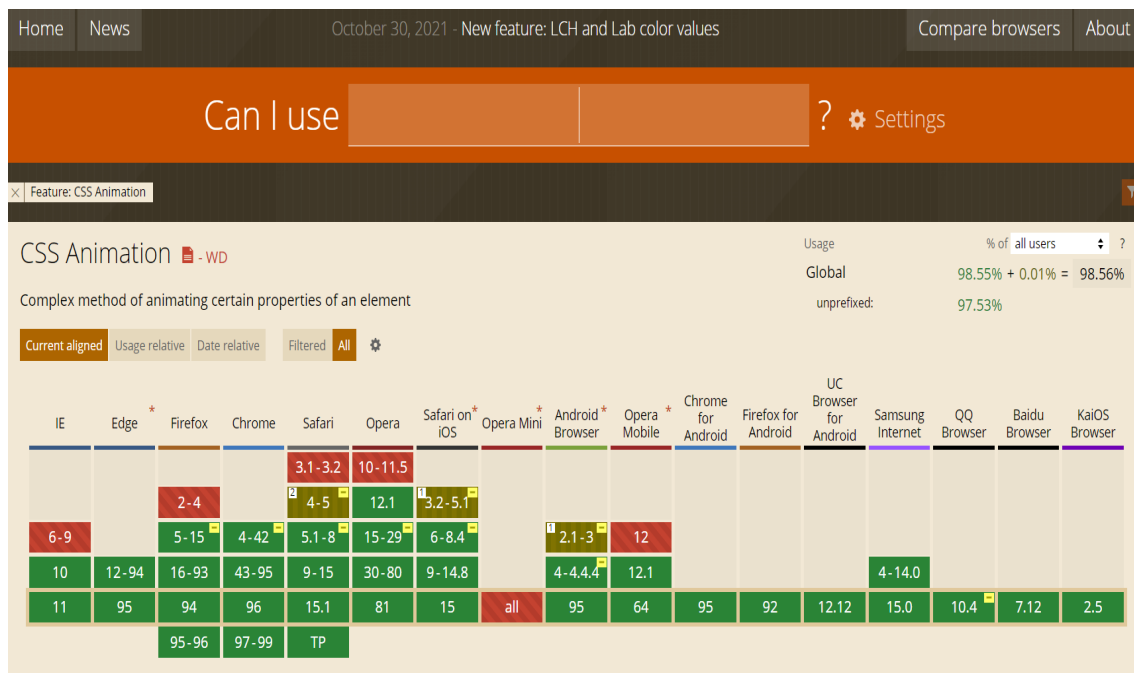 Home News October 30, 2021 - New feature: LCH and Lab color values Compare browsers About
Can I use ? Settings
Feature: CSS Animation
CSS Animation - WD
Usage % of all users ?
Global 98.55% + 0.01% = 98.56%
unprefixed: 97.53%
Complex method of animating certain properties of an element
Current aligned Usage relative Date relative Filtered All
IE Edge * Firefox Chrome Safari Opera Safari on iOS * Opera Mini * Android Browser * Opera Mobile * Chrome for Android Firefox for Android UC Browser for Android Samsung Internet QQ Browser Baidu Browser KaiOS Browser
3.1-3.2 10-11.5
2-4 2 4-5 12.1 1 3.2-5.1
6-9 5-15 4-42 5.1-8 15-29 6-8.4 1 2.1-3 12
10 12-94 16-93 43-95 9-15 30-80 9-14.8 4-4.4.4 12.1 4-14.0
11 95 94 96 15.1 81 15 all 95 64 95 92 12.12 15.0 10.4 7.12 2.5
95-96 97-99 TP